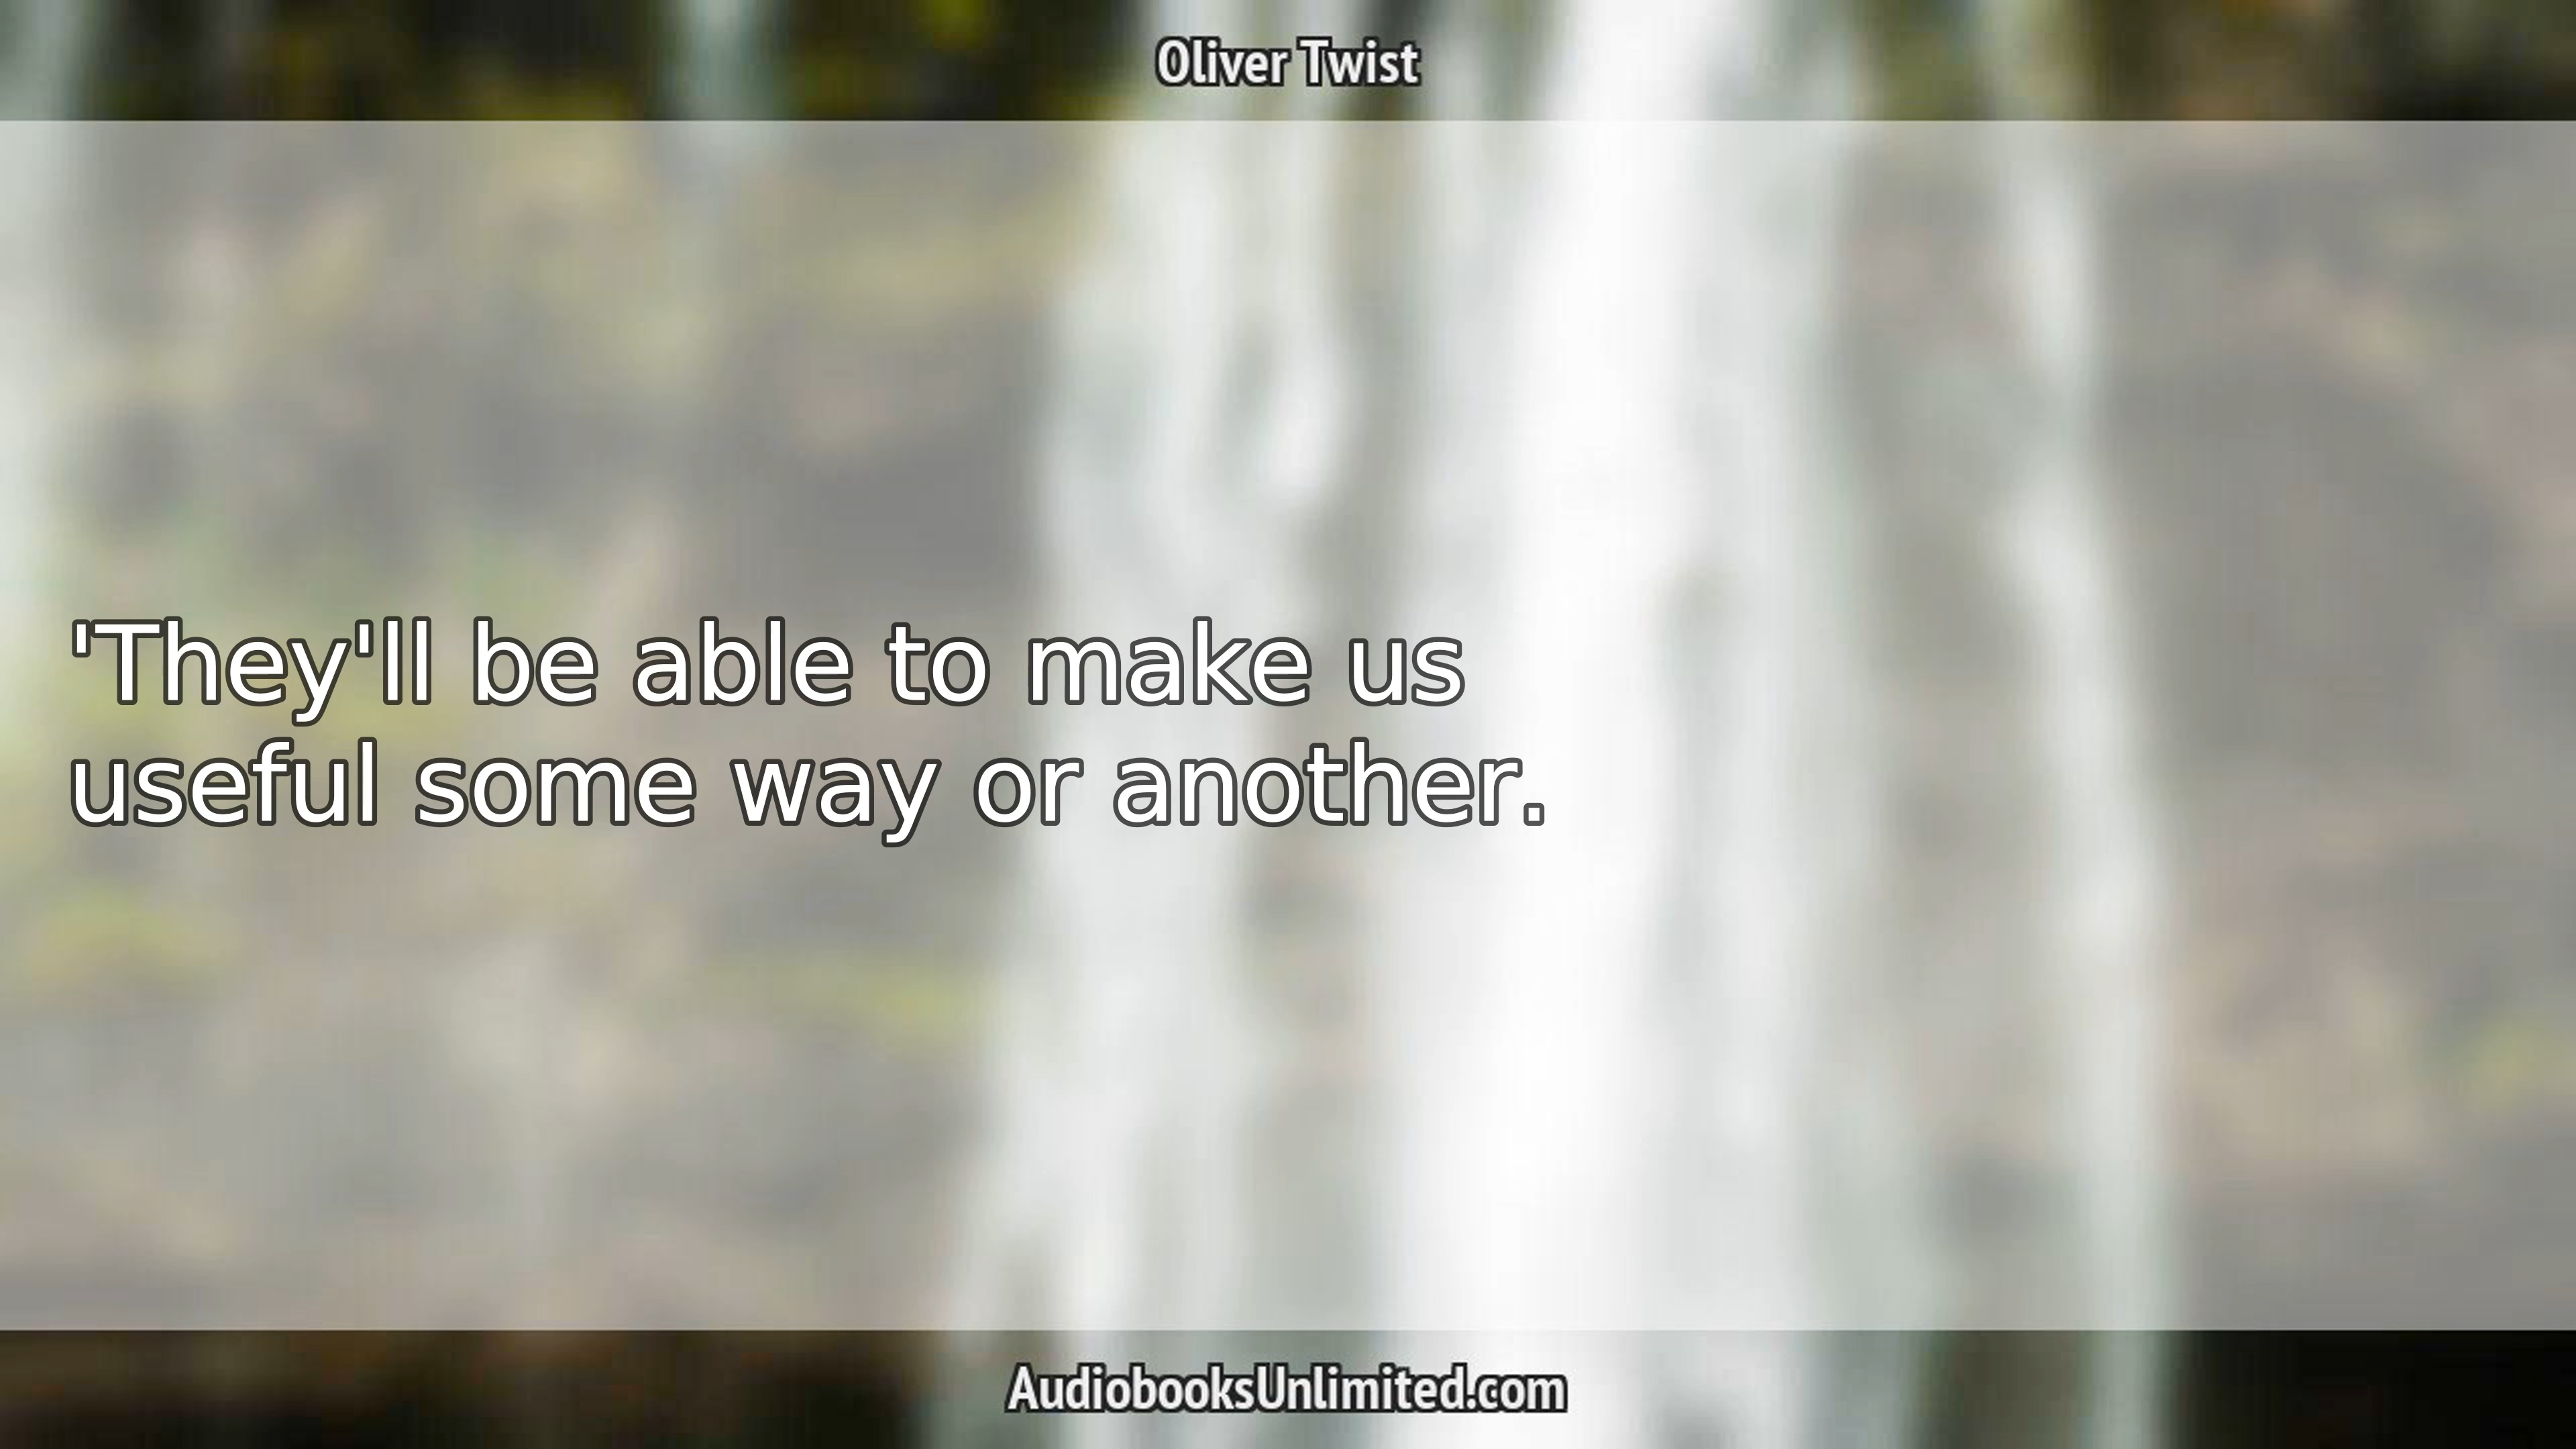 Oliver Twist
'They'll be able to make us
useful some way or another.
AudiobooksUnlimited.com